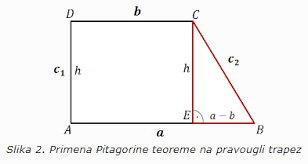 D b C
c₁ h h c₂
A a E a – b B
Slika 2. Primena Pitagorine teoreme na pravougli trapez